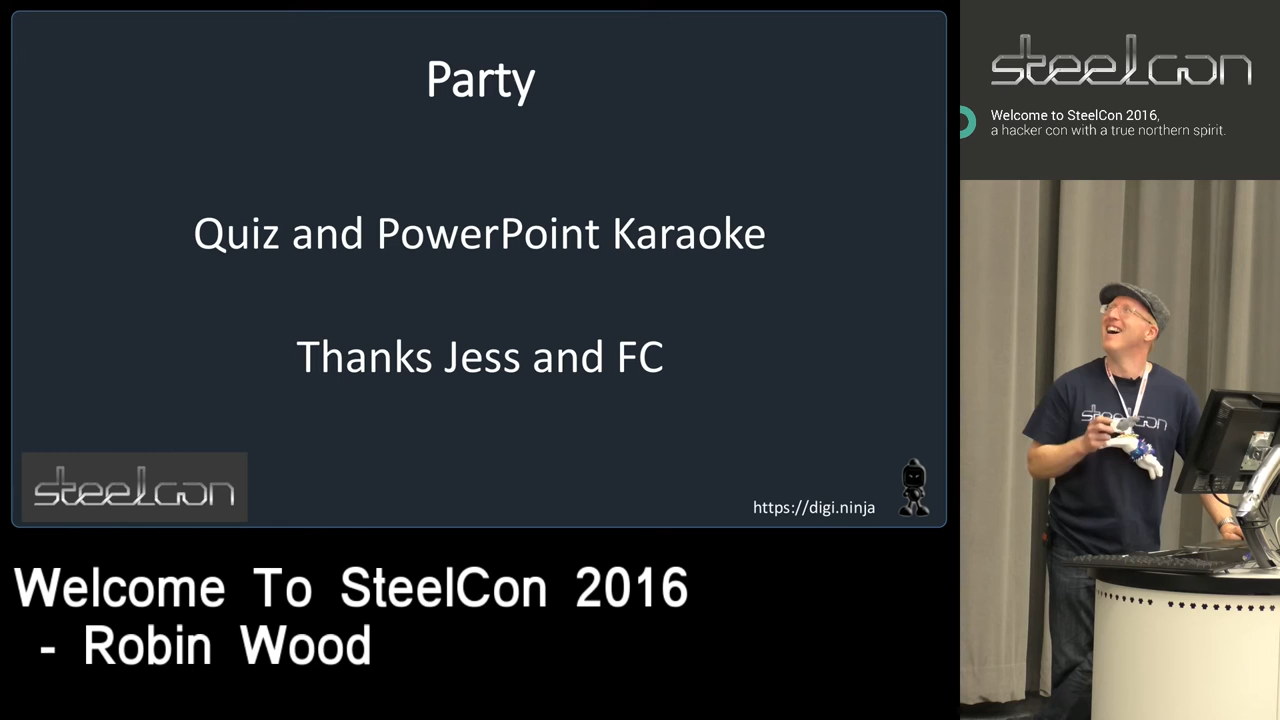 Party
Quiz and PowerPoint Karaoke
Thanks Jess and FC
steelcon
https://digi.ninja
Welcome To SteelCon 2016
- Robin Wood
steelcon
Welcome to SteelCon 2016,
a hacker con with a true northern spirit.
steelcon